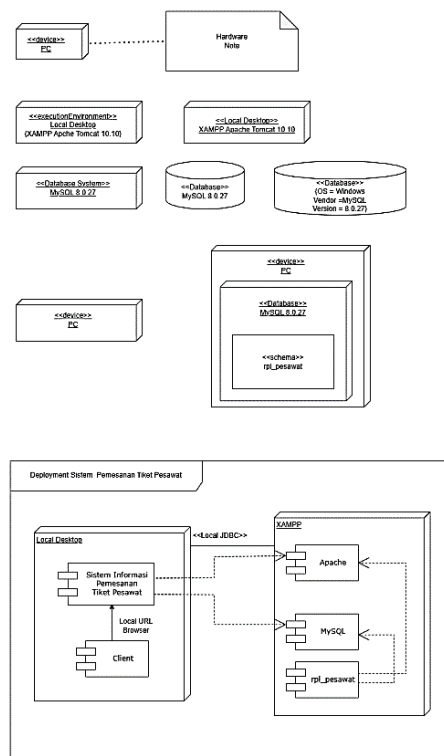 <<device>>
PC
Hardware
Note
<<executionEnvironment>>
Local Desktop
{XAMPP Apche Tomcat 10.10}
<<Local Desktop>>
XAMPP Apache Tomcat 10.10
<<Database System>>
MySQL 8.0.27
<<Database>>
MySQL 8.0.27
<<Database>>
{OS = Windows
Vendor =MySQL
Version = 8.0.27}
<<device>>
PC
<<device>>
PC
<<Database>>
MySQL 8.0.27
<<schema>>
rpl_pesawat
Deployment Sistem Pemesanan Tiket Pesawat
Local Desktop
<<Local JDBC>>
XAMPP
Sistem Informasi
Pemesanan
Tiket Pesawat
Local URL
Browser
Client
Apache
MySQL
rpl_pesawat